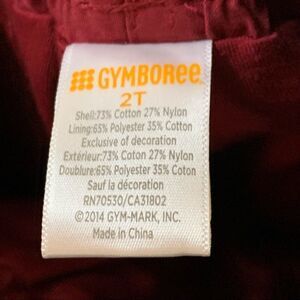 GYMBOREE
2T
Shell:73% Cotton 27% Nylon
Lining:65% Polyester 35% Cotton
Exclusive of decoration
Extérieur:73% Coton 27% Nylon
Doublure:65% Polyester 35% Coton
Sauf la décoration
RN70530/CA31802
©2014 GYM-MARK, INC.
Made in China